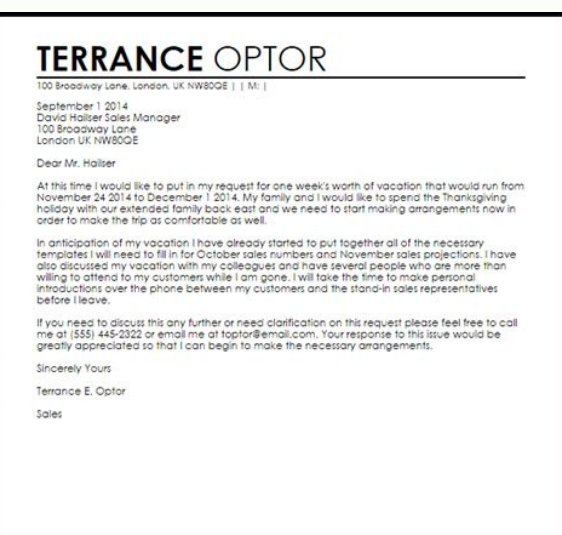 TERRANCE OPTOR
100 Broadway Lane, London, UK NW80QE | | M: |
September 1 2014
David Hailser Sales Manager
100 Broadway Lane
London UK NW80QE
Dear Mr. Hailser
At this time I would like to put in my request for one week's worth of vacation that would run from
November 24 2014 to December 1 2014. My family and I would like to spend the Thanksgiving
holiday with our extended family back east and we need to start making arrangements now in
order to make the trip as comfortable as well.
In anticipation of my vacation I have already started to put together all of the necessary
templates I will need to fill in for October sales numbers and November sales projections. I have
also discussed my vacation with my colleagues and have several people who are more than
willing to attend to my customers while I am gone. I will take the time to make personal
introductions over the phone between my customers and the stand-in sales representatives
before I leave.
If you need to discuss this any further or need clarification on this request please feel free to call
me at (555) 445-2322 or email me at toptor@email.com. Your response to this issue would be
greatly appreciated so that I can begin to make the necessary arrangements.
Sincerely Yours
Terrance E. Optor
Sales